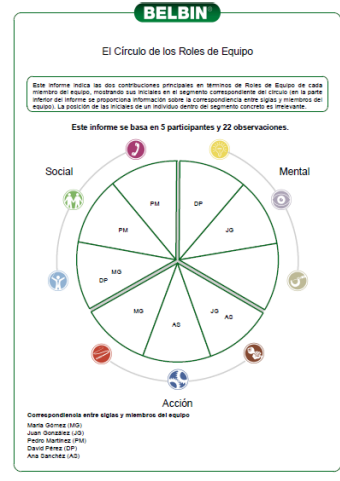 BELBIN
El Círculo de los Roles de Equipo
Este informe indica las dos contribuciones principales en términos de Roles de Equipo de cada
miembro del equipo, mostrando sus iniciales en el segmento correspondiente del círculo (en la parte
inferior del informe se proporciona información sobre la correspondencia entre siglas y miembros del
equipo). La posición de las iniciales de un individuo dentro del segmento concreto es irrelevante.
Este informe se basa en 5 participantes y 22 observaciones.
Social
Mental
PM
DP
PM
JG
MG
DP
MG
JG
AS
AS
Acción
Correspondiencia entre siglas y miembros del equipo
María Gómez (MG)
Juan González (JG)
Pedro Martínez (PM)
David Pérez (DP)
Ana Sanchéz (AS)